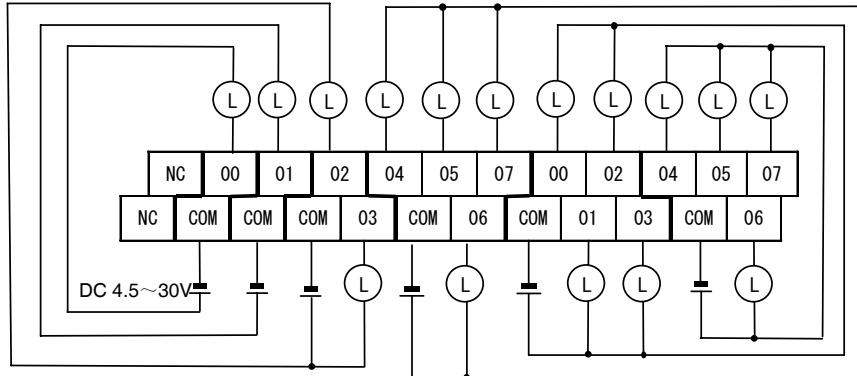 L L L L L L L L L L L
NC 00 01 02 04 05 07 00 02 04 05 07
NC COM COM COM 03 COM 06 COM 01 03 COM 06
DC 4.5～30V L L L L L